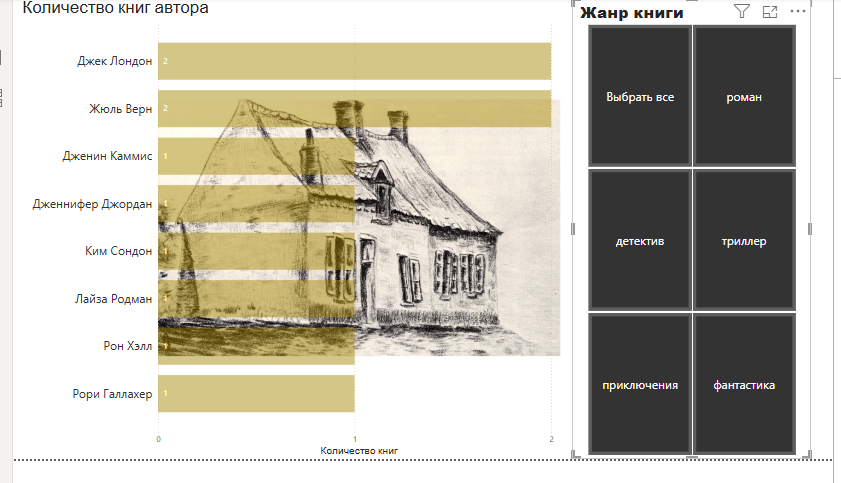 Количество книг автора
Джек Лондон 2
Жюль Верн 2
Дженин Каммис 1
Дженнифер Джордан 1
Ким Сондон 1
Лайза Родман 1
Рон Хэлл 1
Рори Галлахер 1
0 1 2
Количество книг
Жанр книги
Выбрать все роман
детектив триллер
приключения фантастика